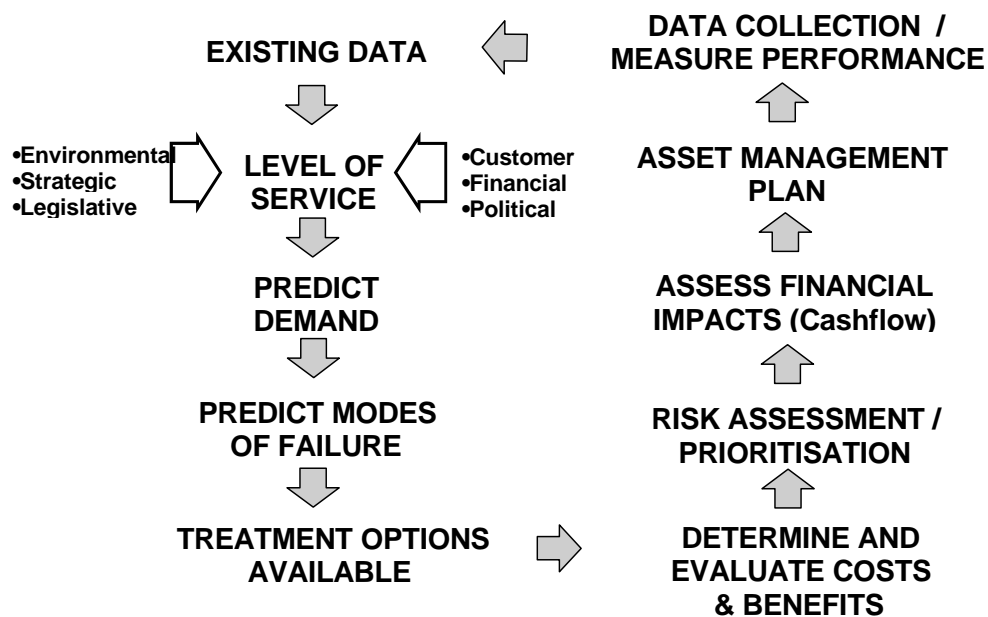 EXISTING DATA
•Environmental
•Strategic
•Legislative
LEVEL OF
SERVICE
•Customer
•Financial
•Political
PREDICT
DEMAND
PREDICT MODES
OF FAILURE
TREATMENT OPTIONS
AVAILABLE
DETERMINE AND
EVALUATE COSTS
& BENEFITS
RISK ASSESSMENT /
PRIORITISATION
ASSESS FINANCIAL
IMPACTS (Cashflow)
ASSET MANAGEMENT
PLAN
DATA COLLECTION /
MEASURE PERFORMANCE